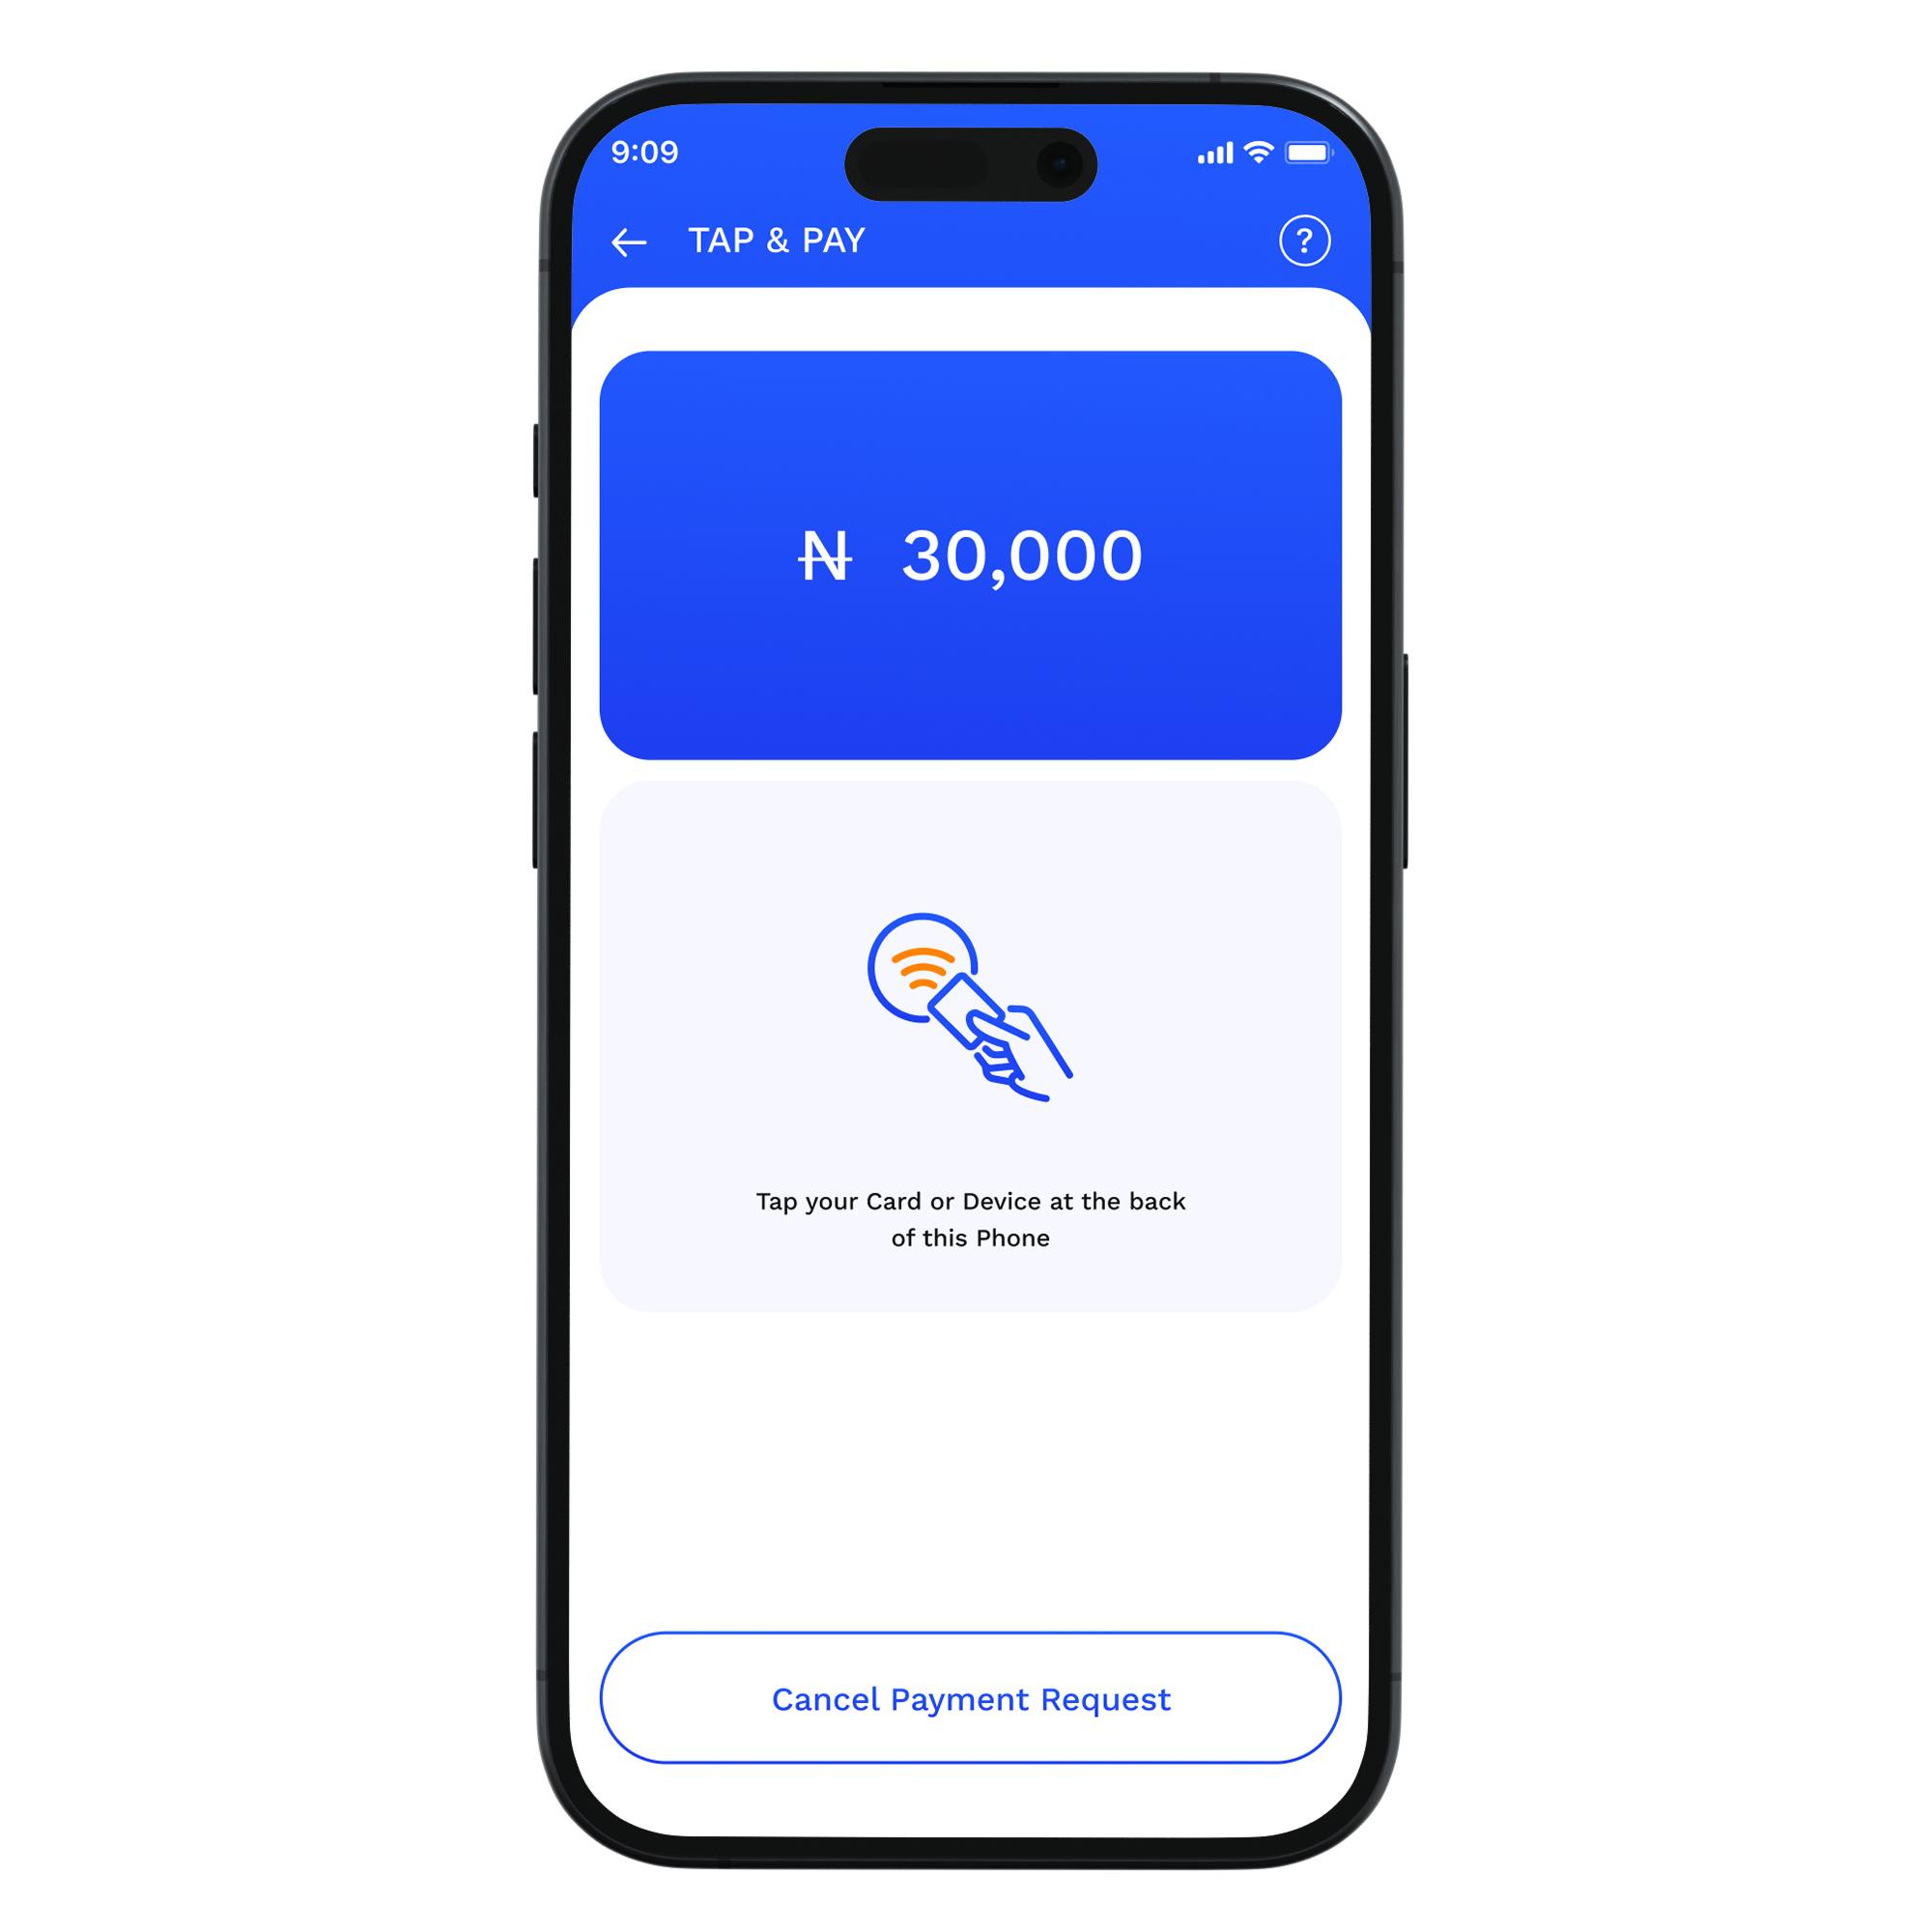 9:09
TAP & PAY
?
₦ 30,000
Tap your Card or Device at the back
of this Phone
Cancel Payment Request